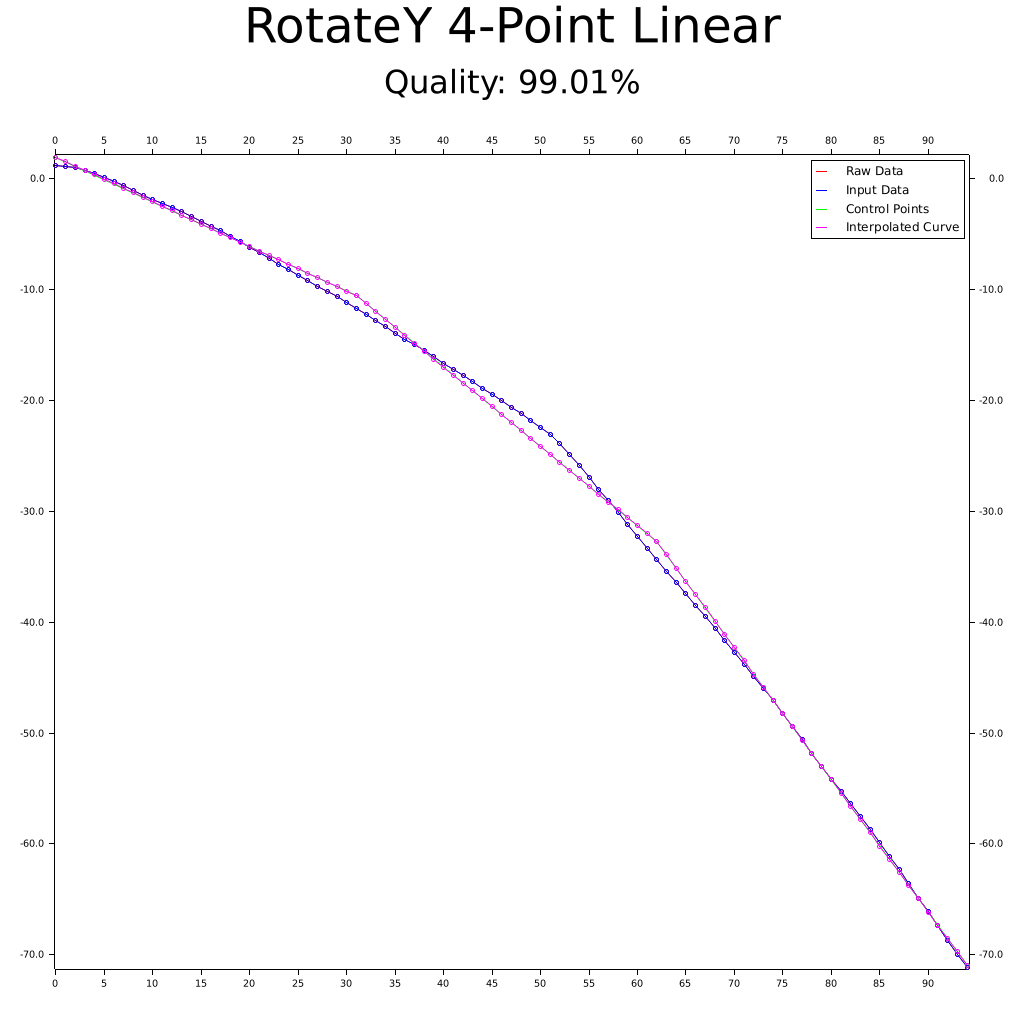 RotateY 4-Point Linear
Quality: 99.01%
0 5 10 15 20 25 30 35 40 45 50 55 60 65 70 75 80 85 90
Raw Data
Input Data
Control Points
Interpolated Curve
0.0 0.0
-10.0 -10.0
-20.0 -20.0
-30.0 -30.0
-40.0 -40.0
-50.0 -50.0
-60.0 -60.0
-70.0 -70.0
0 5 10 15 20 25 30 35 40 45 50 55 60 65 70 75 80 85 90